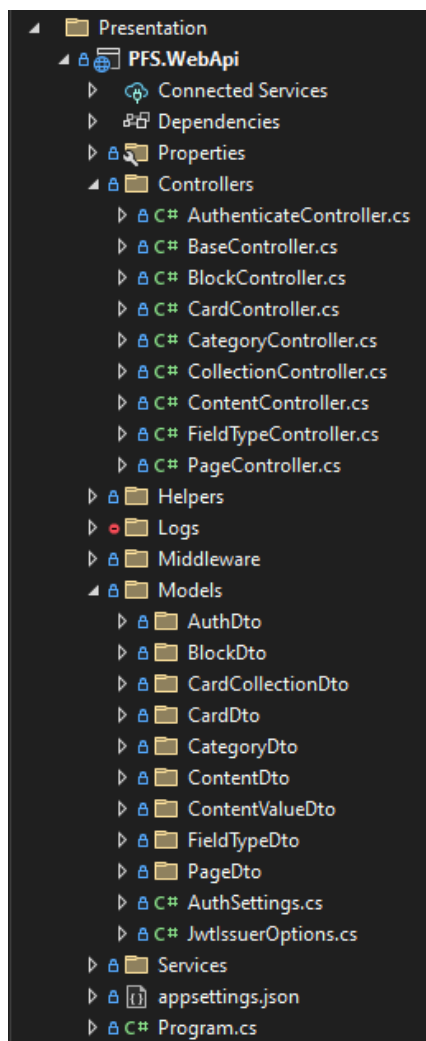 Presentation
PFS.WebApi
Connected Services
Dependencies
Properties
Controllers
C# AuthenticateController.cs
C# BaseController.cs
C# BlockController.cs
C# CardController.cs
C# CategoryController.cs
C# CollectionController.cs
C# ContentController.cs
C# FieldTypeController.cs
C# PageController.cs
Helpers
Logs
Middleware
Models
AuthDto
BlockDto
CardCollectionDto
CardDto
CategoryDto
ContentDto
ContentValueDto
FieldTypeDto
PageDto
C# AuthSettings.cs
C# JwtIssuerOptions.cs
Services
appsettings.json
C# Program.cs